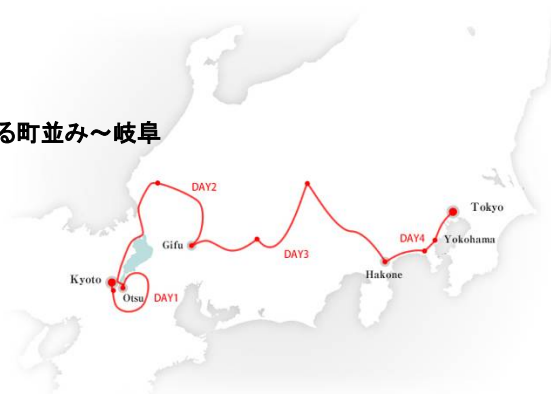 る町並み～岐阜
DAY2
Tokyo
Gifu
DAY3
DAY4
Yokohama
Kyoto
Hakone
Otsu
DAY1